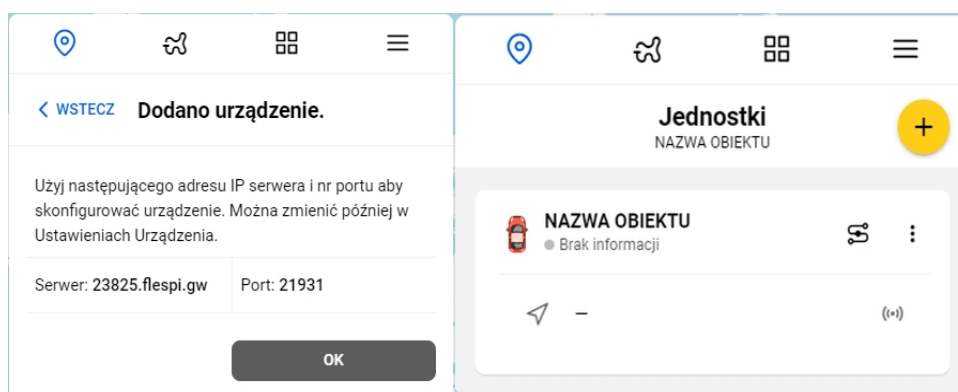 WSTECZ Dodano urządzenie.
Użyj następującego adresu IP serwera i nr portu aby
skonfigurować urządzenie. Można zmienić później w
Ustawieniach Urządzenia.
Serwer: 23825.flespi.gw Port: 21931
OK
Jednostki
NAZWA OBIEKTU
NAZWA OBIEKTU
Brak informacji
–